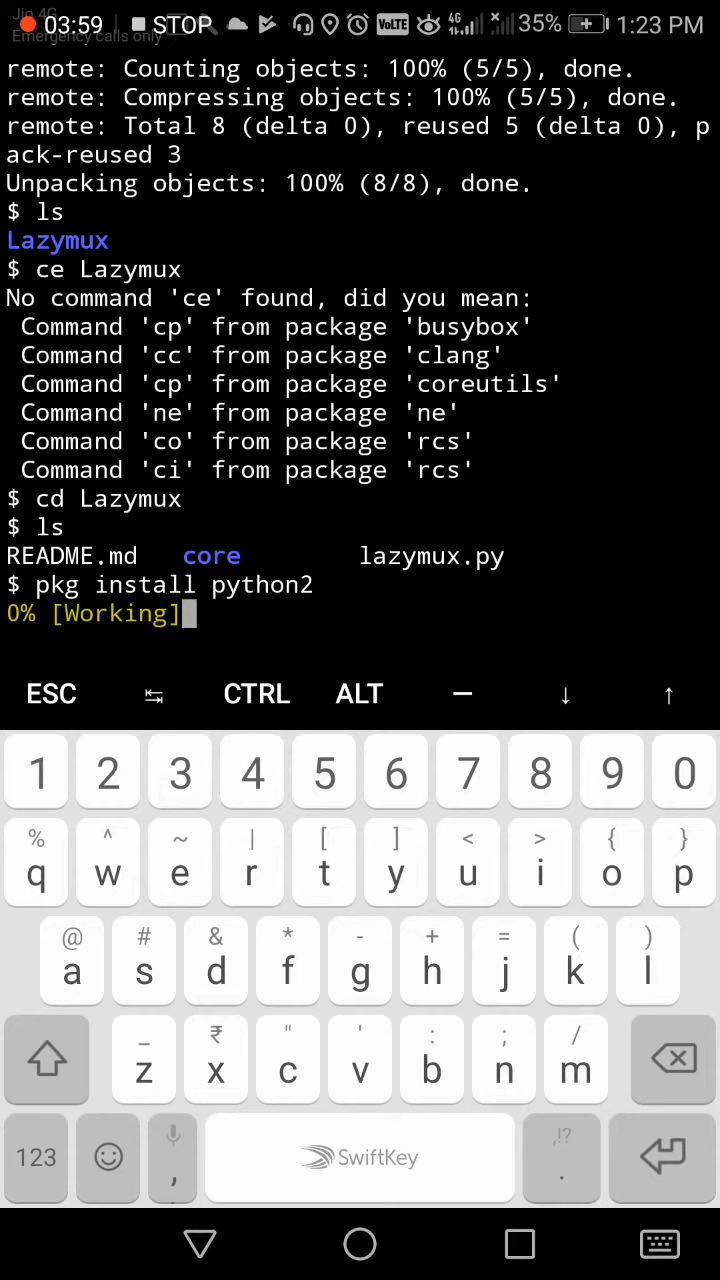 Jio 4G
Emergency calls only
03:59 STOP VoLTE 4G 35% 1:23 PM
remote: Counting objects: 100% (5/5), done.
remote: Compressing objects: 100% (5/5), done.
remote: Total 8 (delta 0), reused 5 (delta 0), p
ack-reused 3
Unpacking objects: 100% (8/8), done.
$ ls
Lazymux
$ ce Lazymux
No command 'ce' found, did you mean:
Command 'cp' from package 'busybox'
Command 'cc' from package 'clang'
Command 'cp' from package 'coreutils'
Command 'ne' from package 'ne'
Command 'co' from package 'rcs'
Command 'ci' from package 'rcs'
$ cd Lazymux
$ ls
README.md core lazymux.py
$ pkg install python2
0% [Working]
ESC ↹ CTRL ALT — ↓ ↑
1 2 3 4 5 6 7 8 9 0
% ^ ~ | [ ] < > { }
q w e r t y u i o p
@ # & * - + = ( )
a s d f g h j k l
_ ₹ " ' : ; /
z x c v b n m
123 , SwiftKey ,!? .